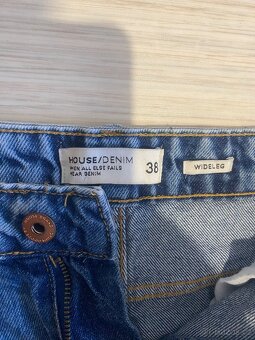 HOUSE/DENIM
WHEN ALL ELSE FAILS
WEAR DENIM
38
WIDELEG